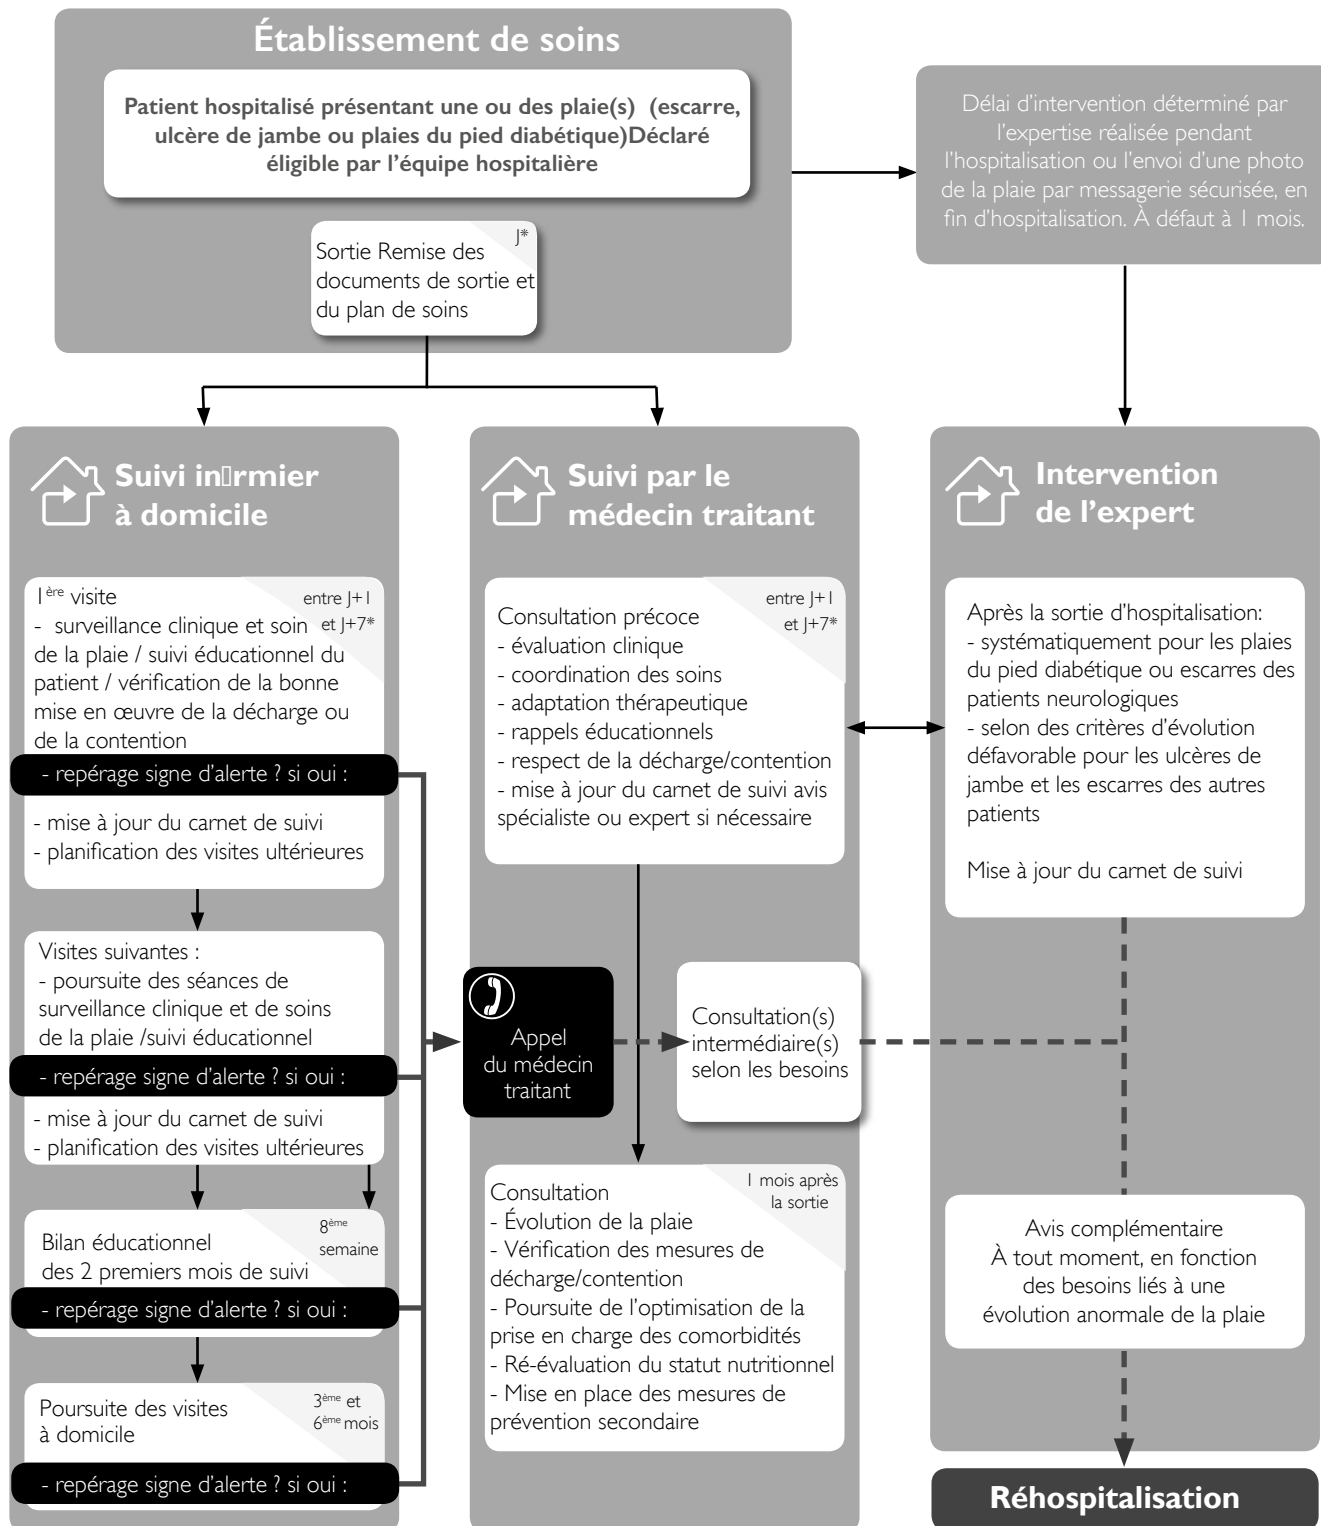 Établissement de soins
Patient hospitalisé présentant une ou des plaie(s) (escarre,
ulcère de jambe ou plaies du pied diabétique)Déclaré
éligible par l’équipe hospitalière
Délai d’intervention déterminé par
l’expertise réalisée pendant
l’hospitalisation ou l’envoi d’une photo
de la plaie par messagerie sécurisée, en
fin d’hospitalisation. À défaut à 1 mois.
J*
Sortie Remise des
documents de sortie et
du plan de soins
Suivi in▯rmier
à domicile
1ère visite
entre J+1
et J+7*
- surveillance clinique et soin
de la plaie / suivi éducationnel du
patient / vérification de la bonne
mise en œuvre de la décharge ou
de la contention
- repérage signe d’alerte ? si oui :
- mise à jour du carnet de suivi
- planification des visites ultérieures
Visites suivantes :
- poursuite des séances de
surveillance clinique et de soins
de la plaie /suivi éducationnel
- repérage signe d’alerte ? si oui :
- mise à jour du carnet de suivi
- planification des visites ultérieures
8ème
semaine
Bilan éducationnel
des 2 premiers mois de suivi
- repérage signe d’alerte ? si oui :
3ème et
6ème mois
Poursuite des visites
à domicile
- repérage signe d’alerte ? si oui :
Suivi par le
médecin traitant
entre J+1
et J+7*
Consultation précoce
- évaluation clinique
- coordination des soins
- adaptation thérapeutique
- rappels éducationnels
- respect de la décharge/contention
- mise à jour du carnet de suivi avis
spécialiste ou expert si nécessaire
Appel
du médecin
traitant
Consultation(s)
intermédiaire(s)
selon les besoins
1 mois après
la sortie
Consultation
- Évolution de la plaie
- Vérification des mesures de
décharge/contention
- Poursuite de l’optimisation de la
prise en charge des comorbidités
- Ré-évaluation du statut nutritionnel
- Mise en place des mesures de
prévention secondaire
Intervention
de l’expert
Après la sortie d’hospitalisation:
- systématiquement pour les plaies
du pied diabétique ou escarres des
patients neurologiques
- selon des critères d’évolution
défavorable pour les ulcères de
jambe et les escarres des autres
patients
Mise à jour du carnet de suivi
Avis complémentaire
À tout moment, en fonction
des besoins liés à une
évolution anormale de la plaie
Réhospitalisation